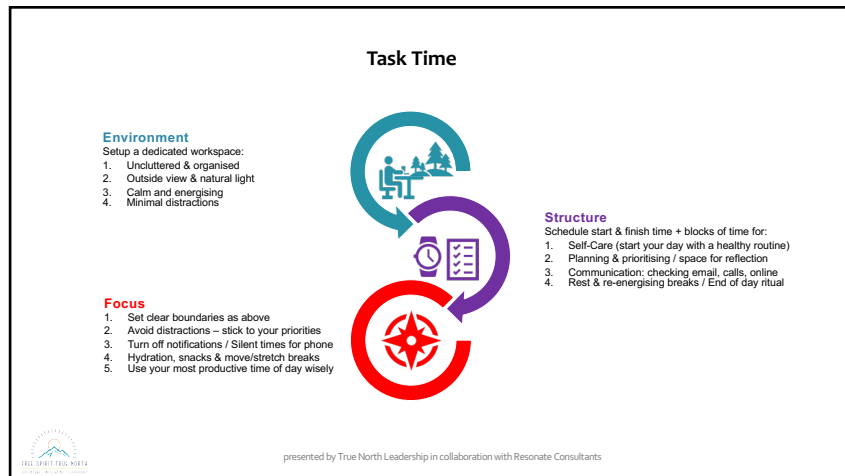 Task Time
Environment
Setup a dedicated workspace:
1. Uncluttered & organised
2. Outside view & natural light
3. Calm and energising
4. Minimal distractions
Structure
Schedule start & finish time + blocks of time for:
1. Self-Care (start your day with a healthy routine)
2. Planning & prioritising / space for reflection
3. Communication: checking email, calls, online
4. Rest & re-energising breaks / End of day ritual
Focus
1. Set clear boundaries as above
2. Avoid distractions – stick to your priorities
3. Turn off notifications / Silent times for phone
4. Hydration, snacks & move/stretch breaks
5. Use your most productive time of day wisely
FREE SPIRIT TRUE NORTH
presented by True North Leadership in collaboration with Resonate Consultants